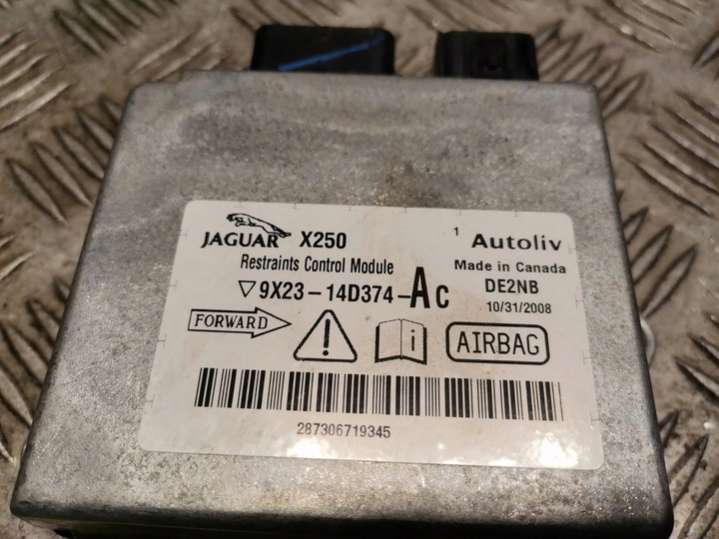 JAGUAR X250
Restraints Control Module
9X23-14D374-AC
1 Autoliv
Made in Canada
DE2NB
10/31/2008
FORWARD
i
AIRBAG
287306719345